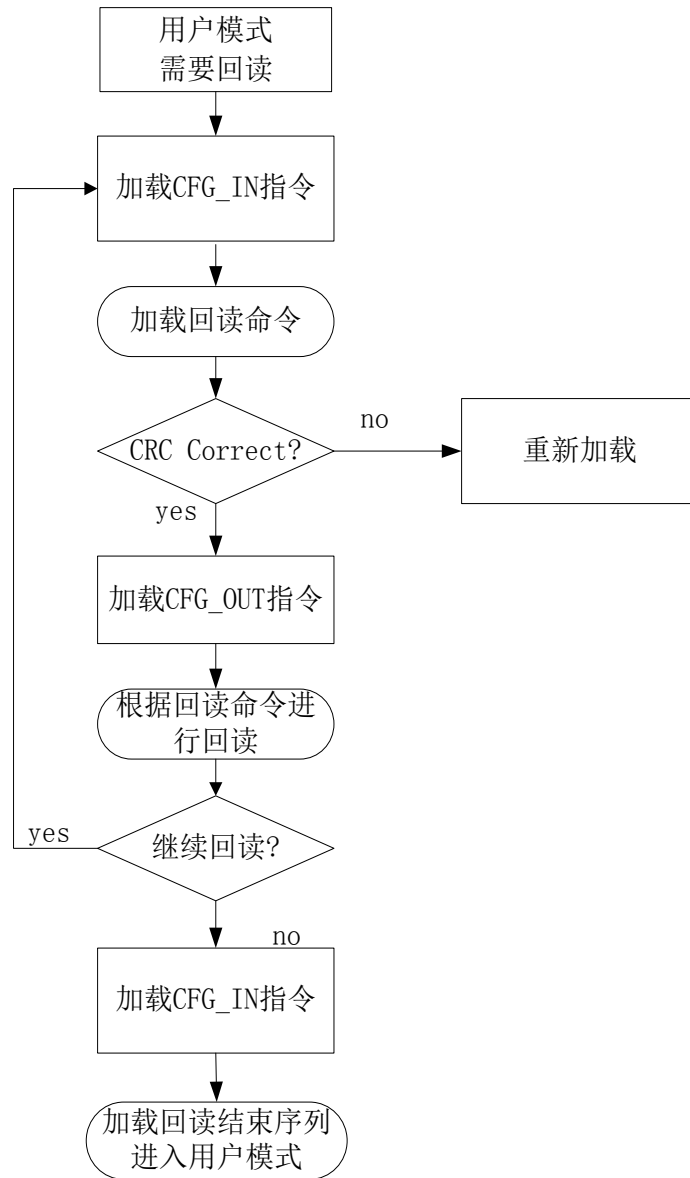 用户模式
需要回读
加载CFG_IN指令
加载回读命令
CRC Correct?
no
重新加载
yes
加载CFG_OUT指令
根据回读命令进
行回读
继续回读?
yes
no
加载CFG_IN指令
加载回读结束序列
进入用户模式